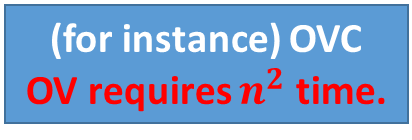 (for instance) OVC
OV requires n² time.